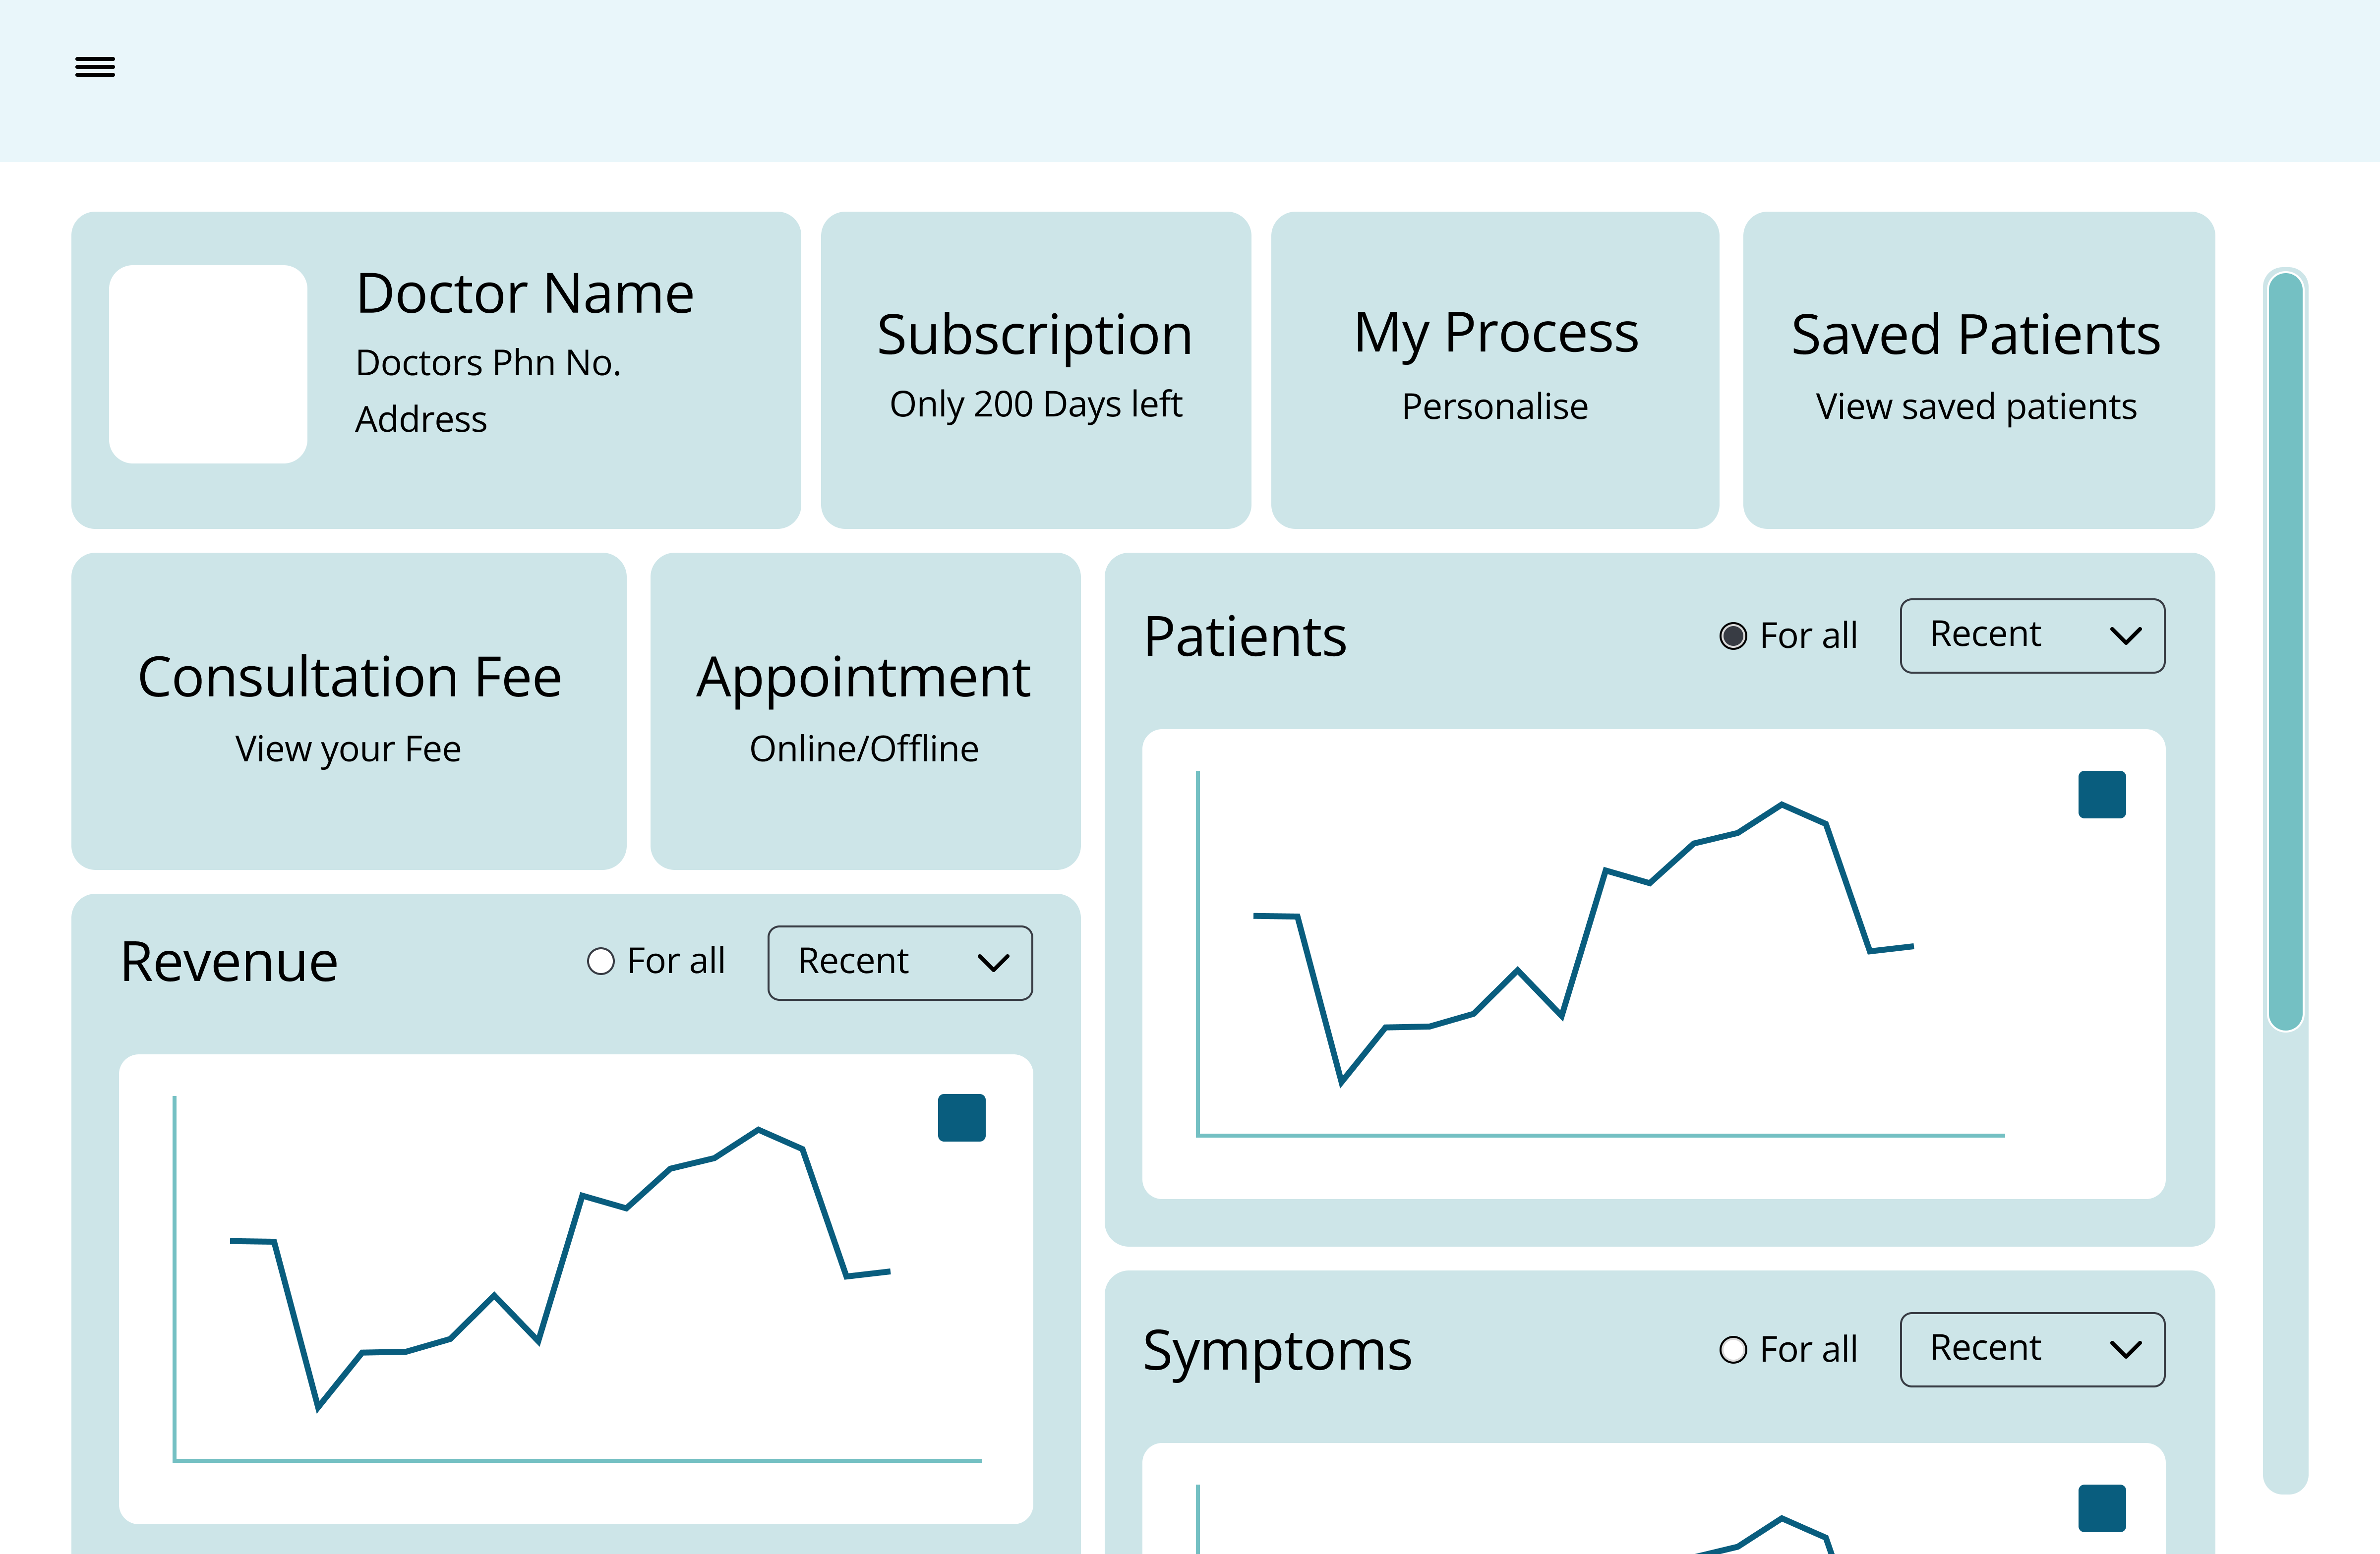 Doctor Name
Doctors Phn No.
Address
Subscription
Only 200 Days left
My Process
Personalise
Saved Patients
View saved patients
Consultation Fee
View your Fee
Appointment
Online/Offline
Patients
For all
Recent
Revenue
For all
Recent
Symptoms
For all
Recent